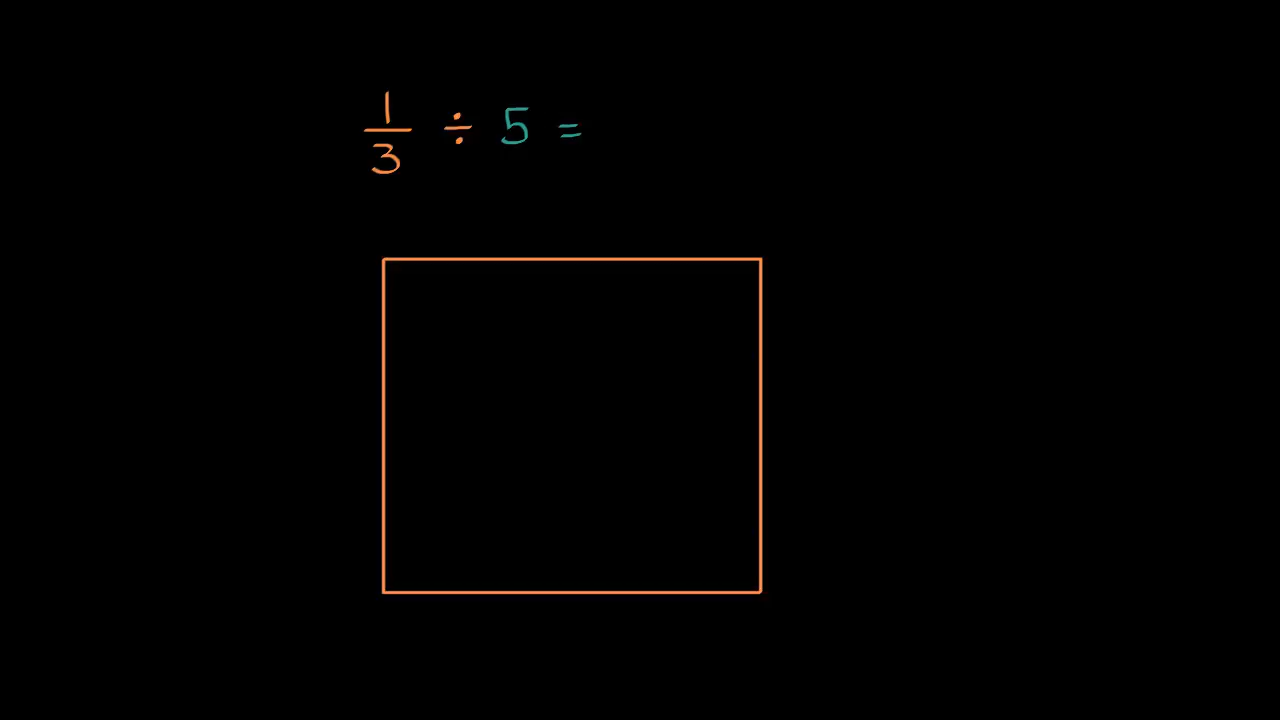 1/3 ÷ 5 =